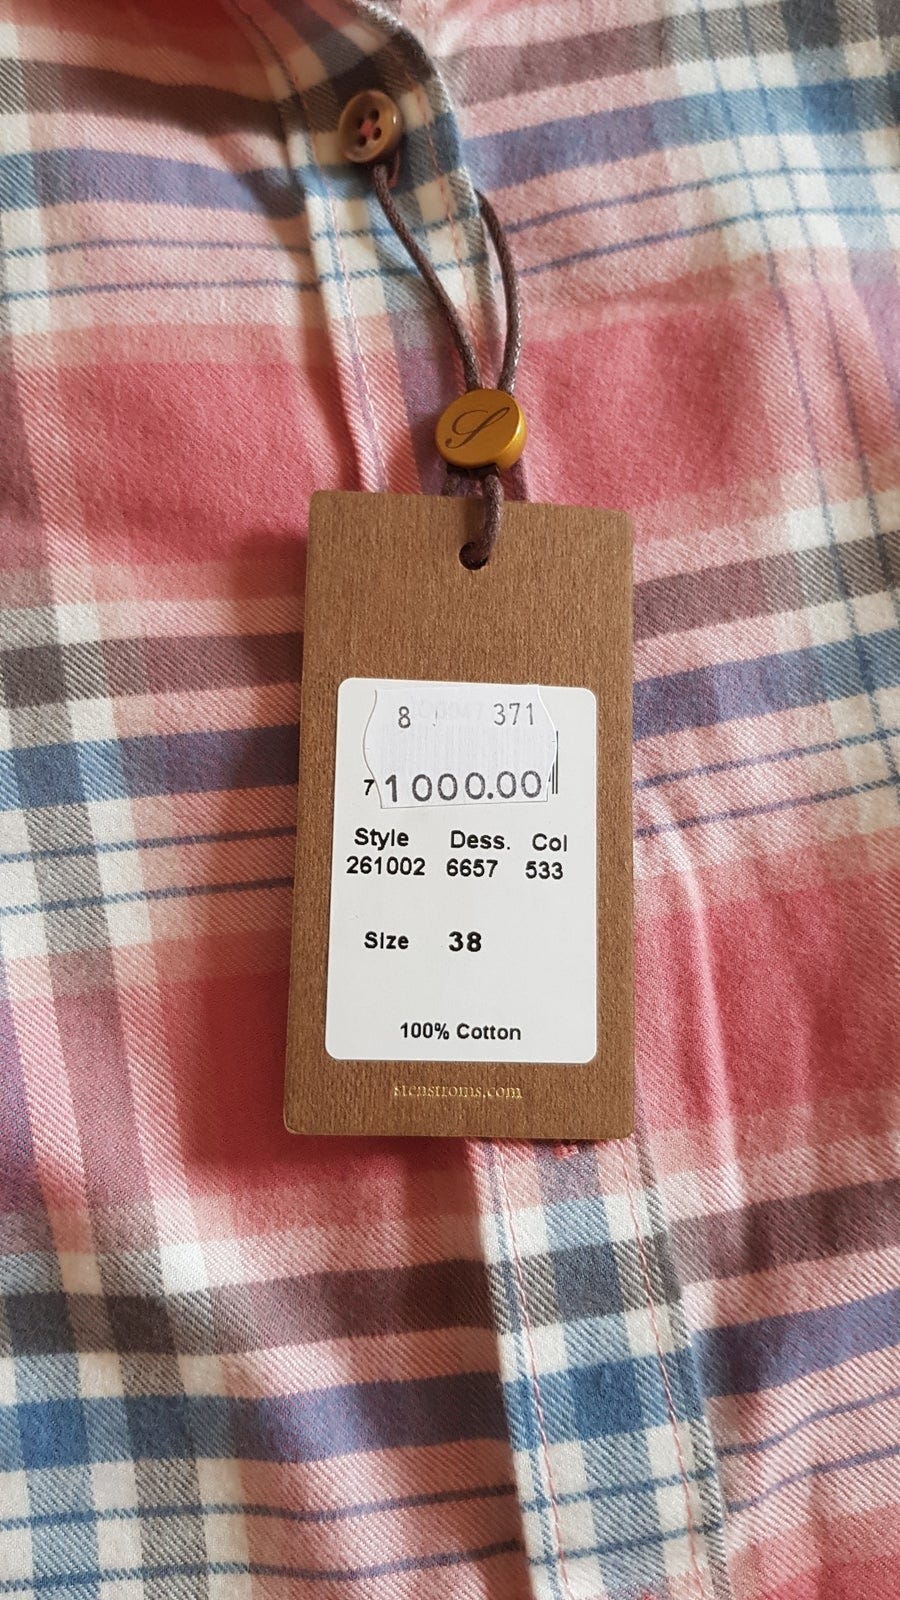 S
8 371
7 1000.00
Style Dess. Col
261002 6657 533
Size 38
100% Cotton
stenstroms.com